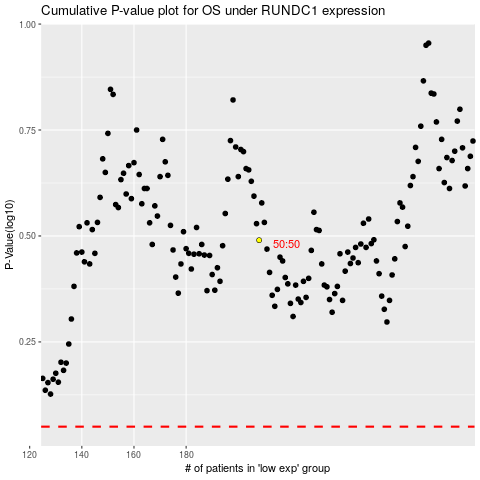 Cumulative P-value plot for OS under RUNDC1 expression
P-Value(log10)
1.00
0.75
0.50
0.25
50:50
120 140 160 180
# of patients in 'low exp' group